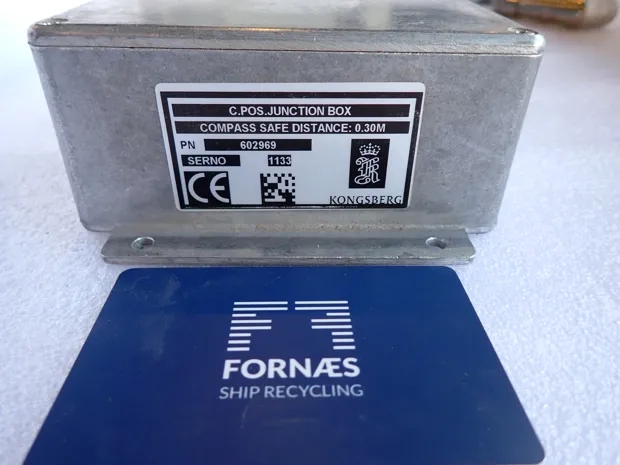 C.POS.JUNCTION BOX
COMPASS SAFE DISTANCE: 0.30M
PN 602969
SERNO 1133
CE
KONGSBERG
FORNÆS
SHIP RECYCLING